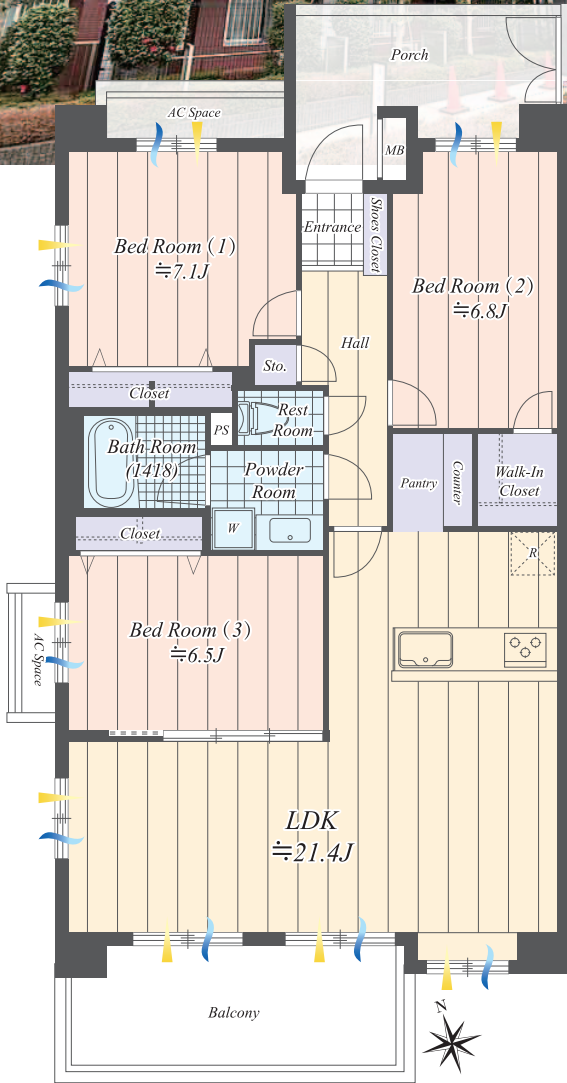 Porch
AC Space
MB
Entrance
Shoes Closet
Bed Room (1)
≒7.1J
Bed Room (2)
≒6.8J
Hall
Sto.
Closet
Rest
Room
PS
Bath Room
(1418)
Powder
Room
Pantry
Counter
Walk-In
Closet
W
Closet
R
Bed Room (3)
≒6.5J
AC Space
LDK
≒21.4J
Balcony
N